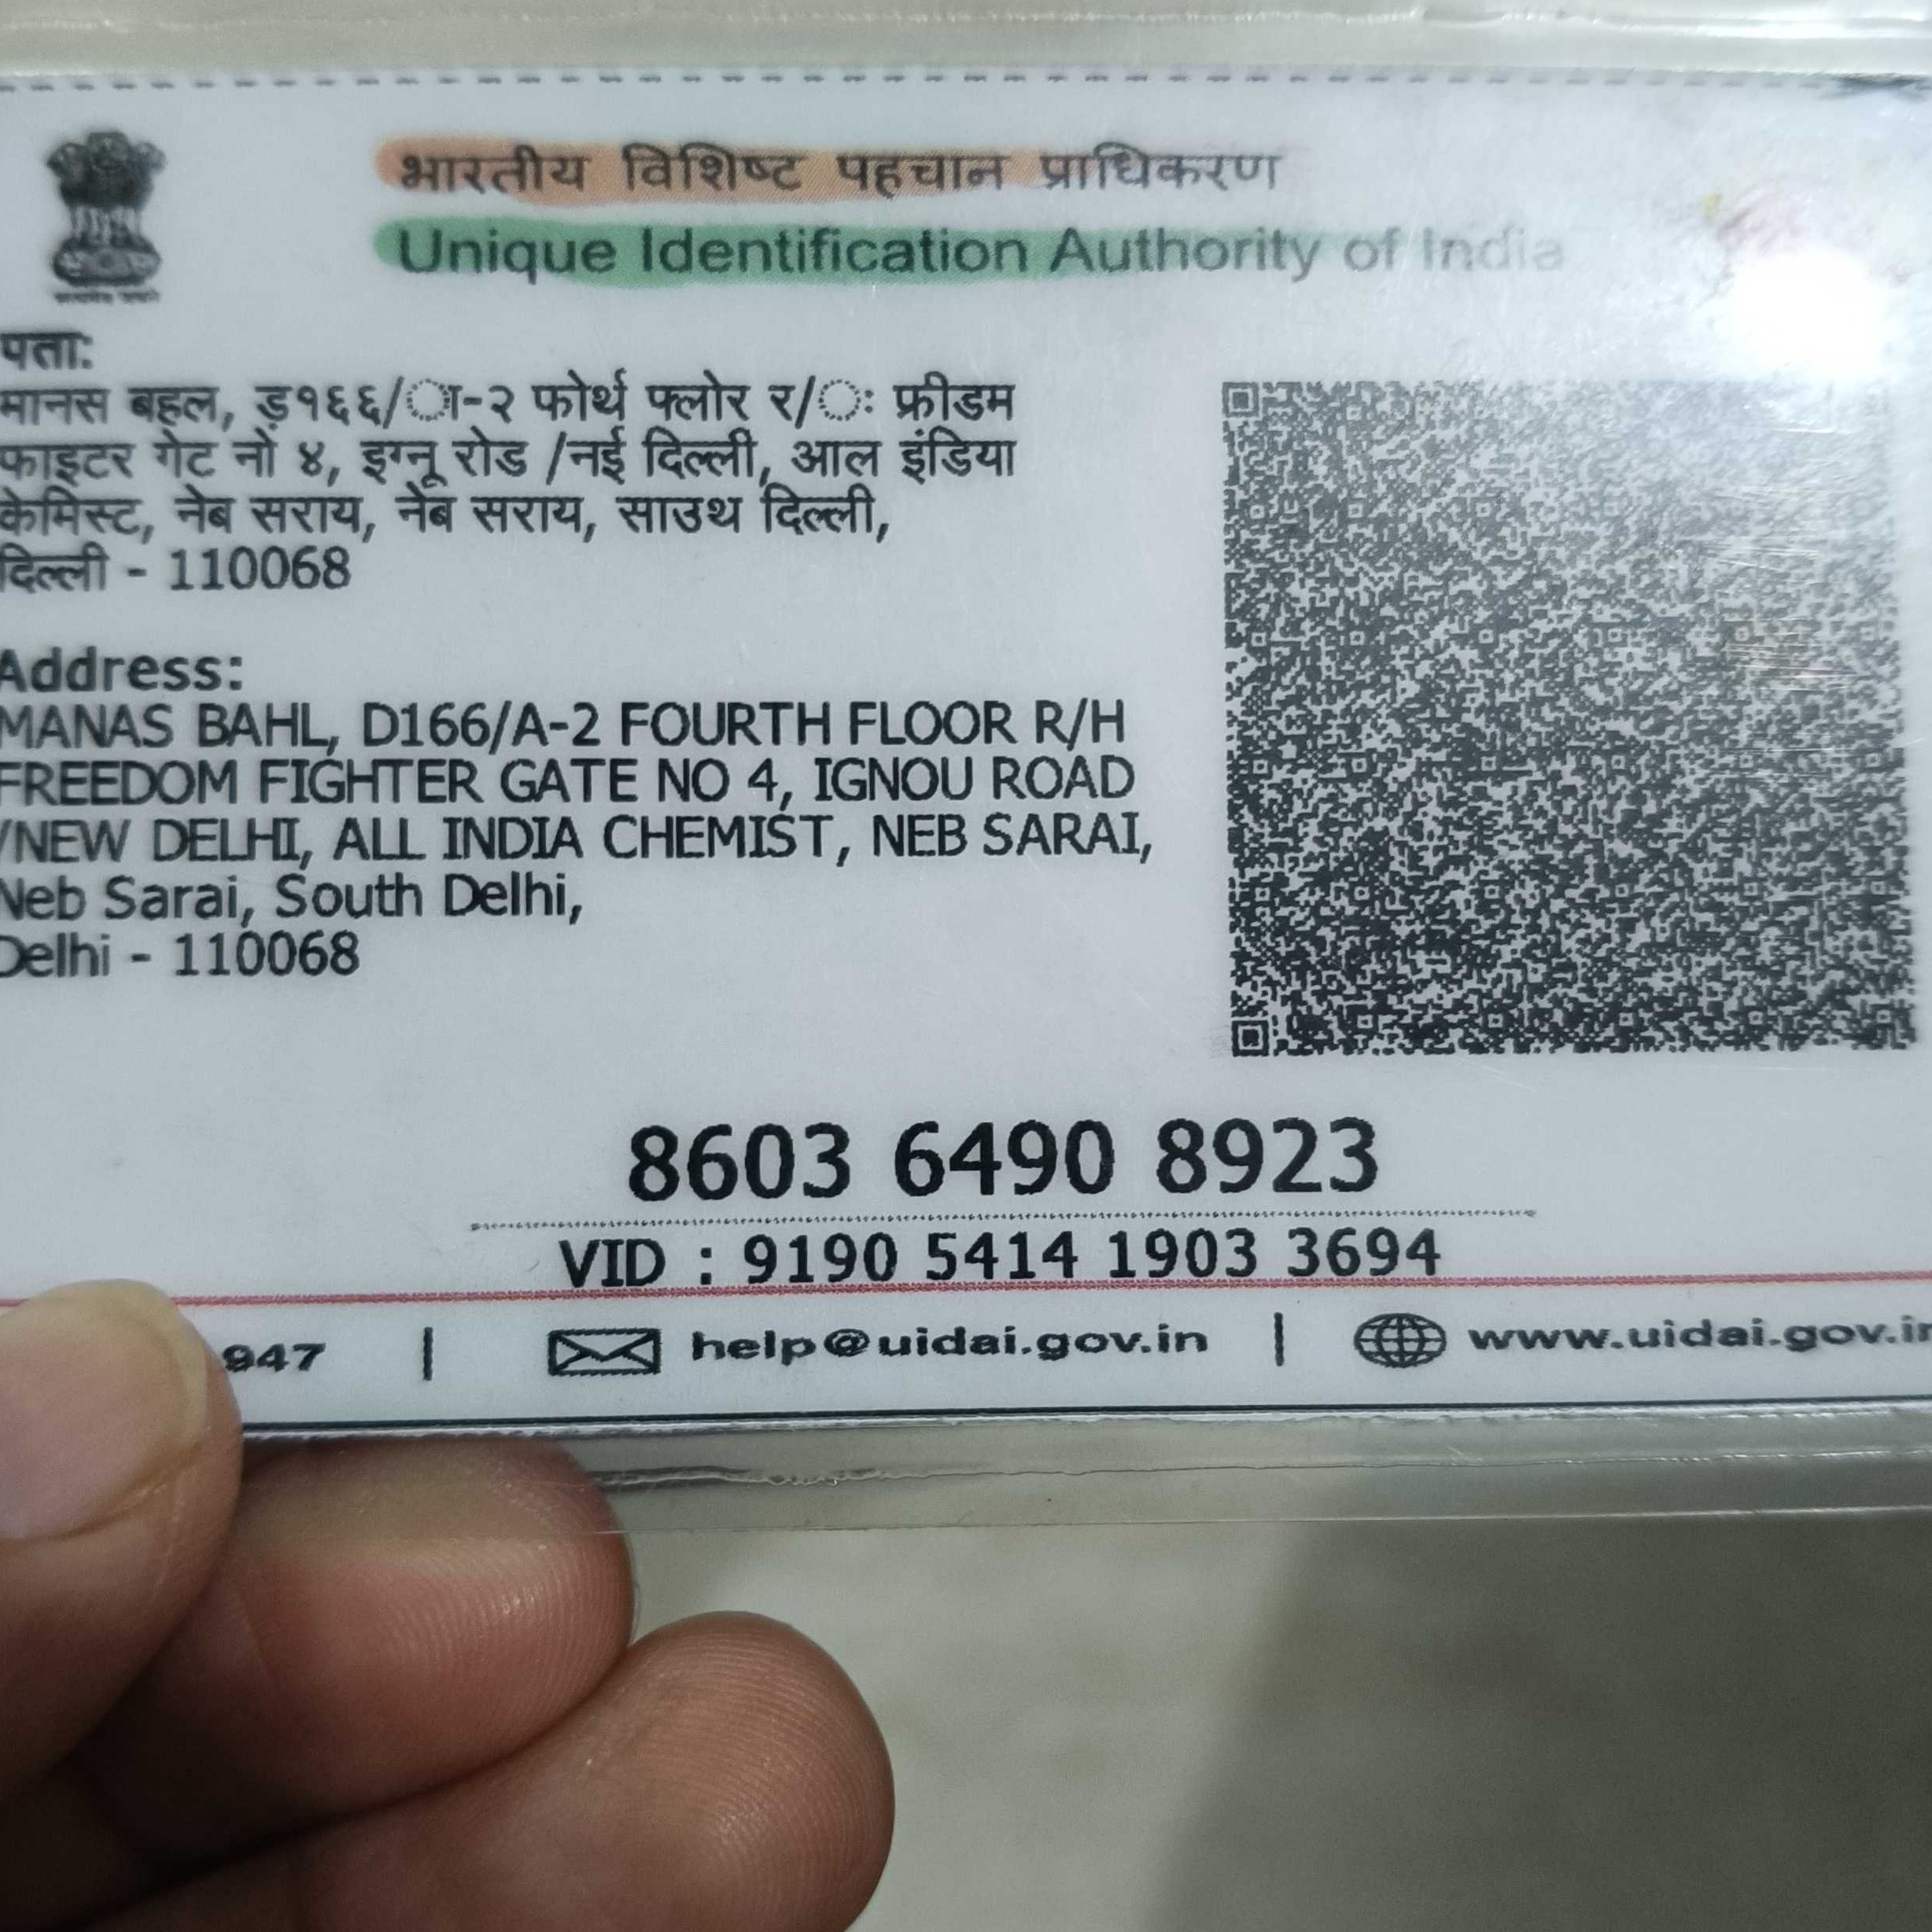 भारतीय विशिष्ट पहचान प्राधिकरण
Unique Identification Authority of India
पता:
मानस बहल, ड़१६६/ा-२ फोर्थ फ्लोर र/ः फ्रीडम
फाइटर गेट नों ४, इग्नू रोड /नई दिल्ली, आल इंडिया
केमिस्ट, नेब सराय, नेब सराय, साउथ दिल्ली,
दिल्ली - 110068
Address:
MANAS BAHL, D166/A-2 FOURTH FLOOR R/H
FREEDOM FIGHTER GATE NO 4, IGNOU ROAD
/NEW DELHI, ALL INDIA CHEMIST, NEB SARAI,
Neb Sarai, South Delhi,
Delhi - 110068
8603 6490 8923
VID : 9190 5414 1903 3694
947 | help@uidai.gov.in | www.uidai.gov.in